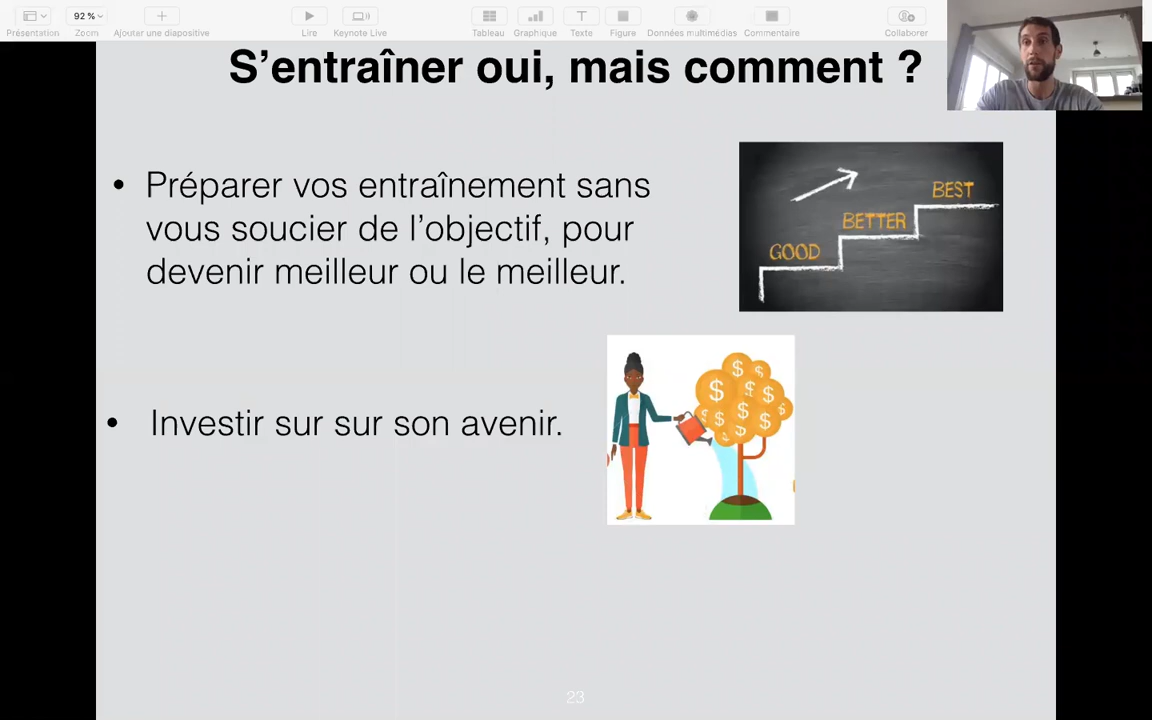 92 %
Présentation
Zoom
Ajouter une diapositive
Lire
Keynote Live
Tableau
Graphique
Texte
Figure
Données multimédias
Commentaire
Collaborer
S’entraîner oui, mais comment ?
• Préparer vos entraînement sans
vous soucier de l’objectif, pour
devenir meilleur ou le meilleur.
GOOD
BETTER
BEST
• Investir sur sur son avenir.
$ $ $ $ $ $ $ $ $ $
23